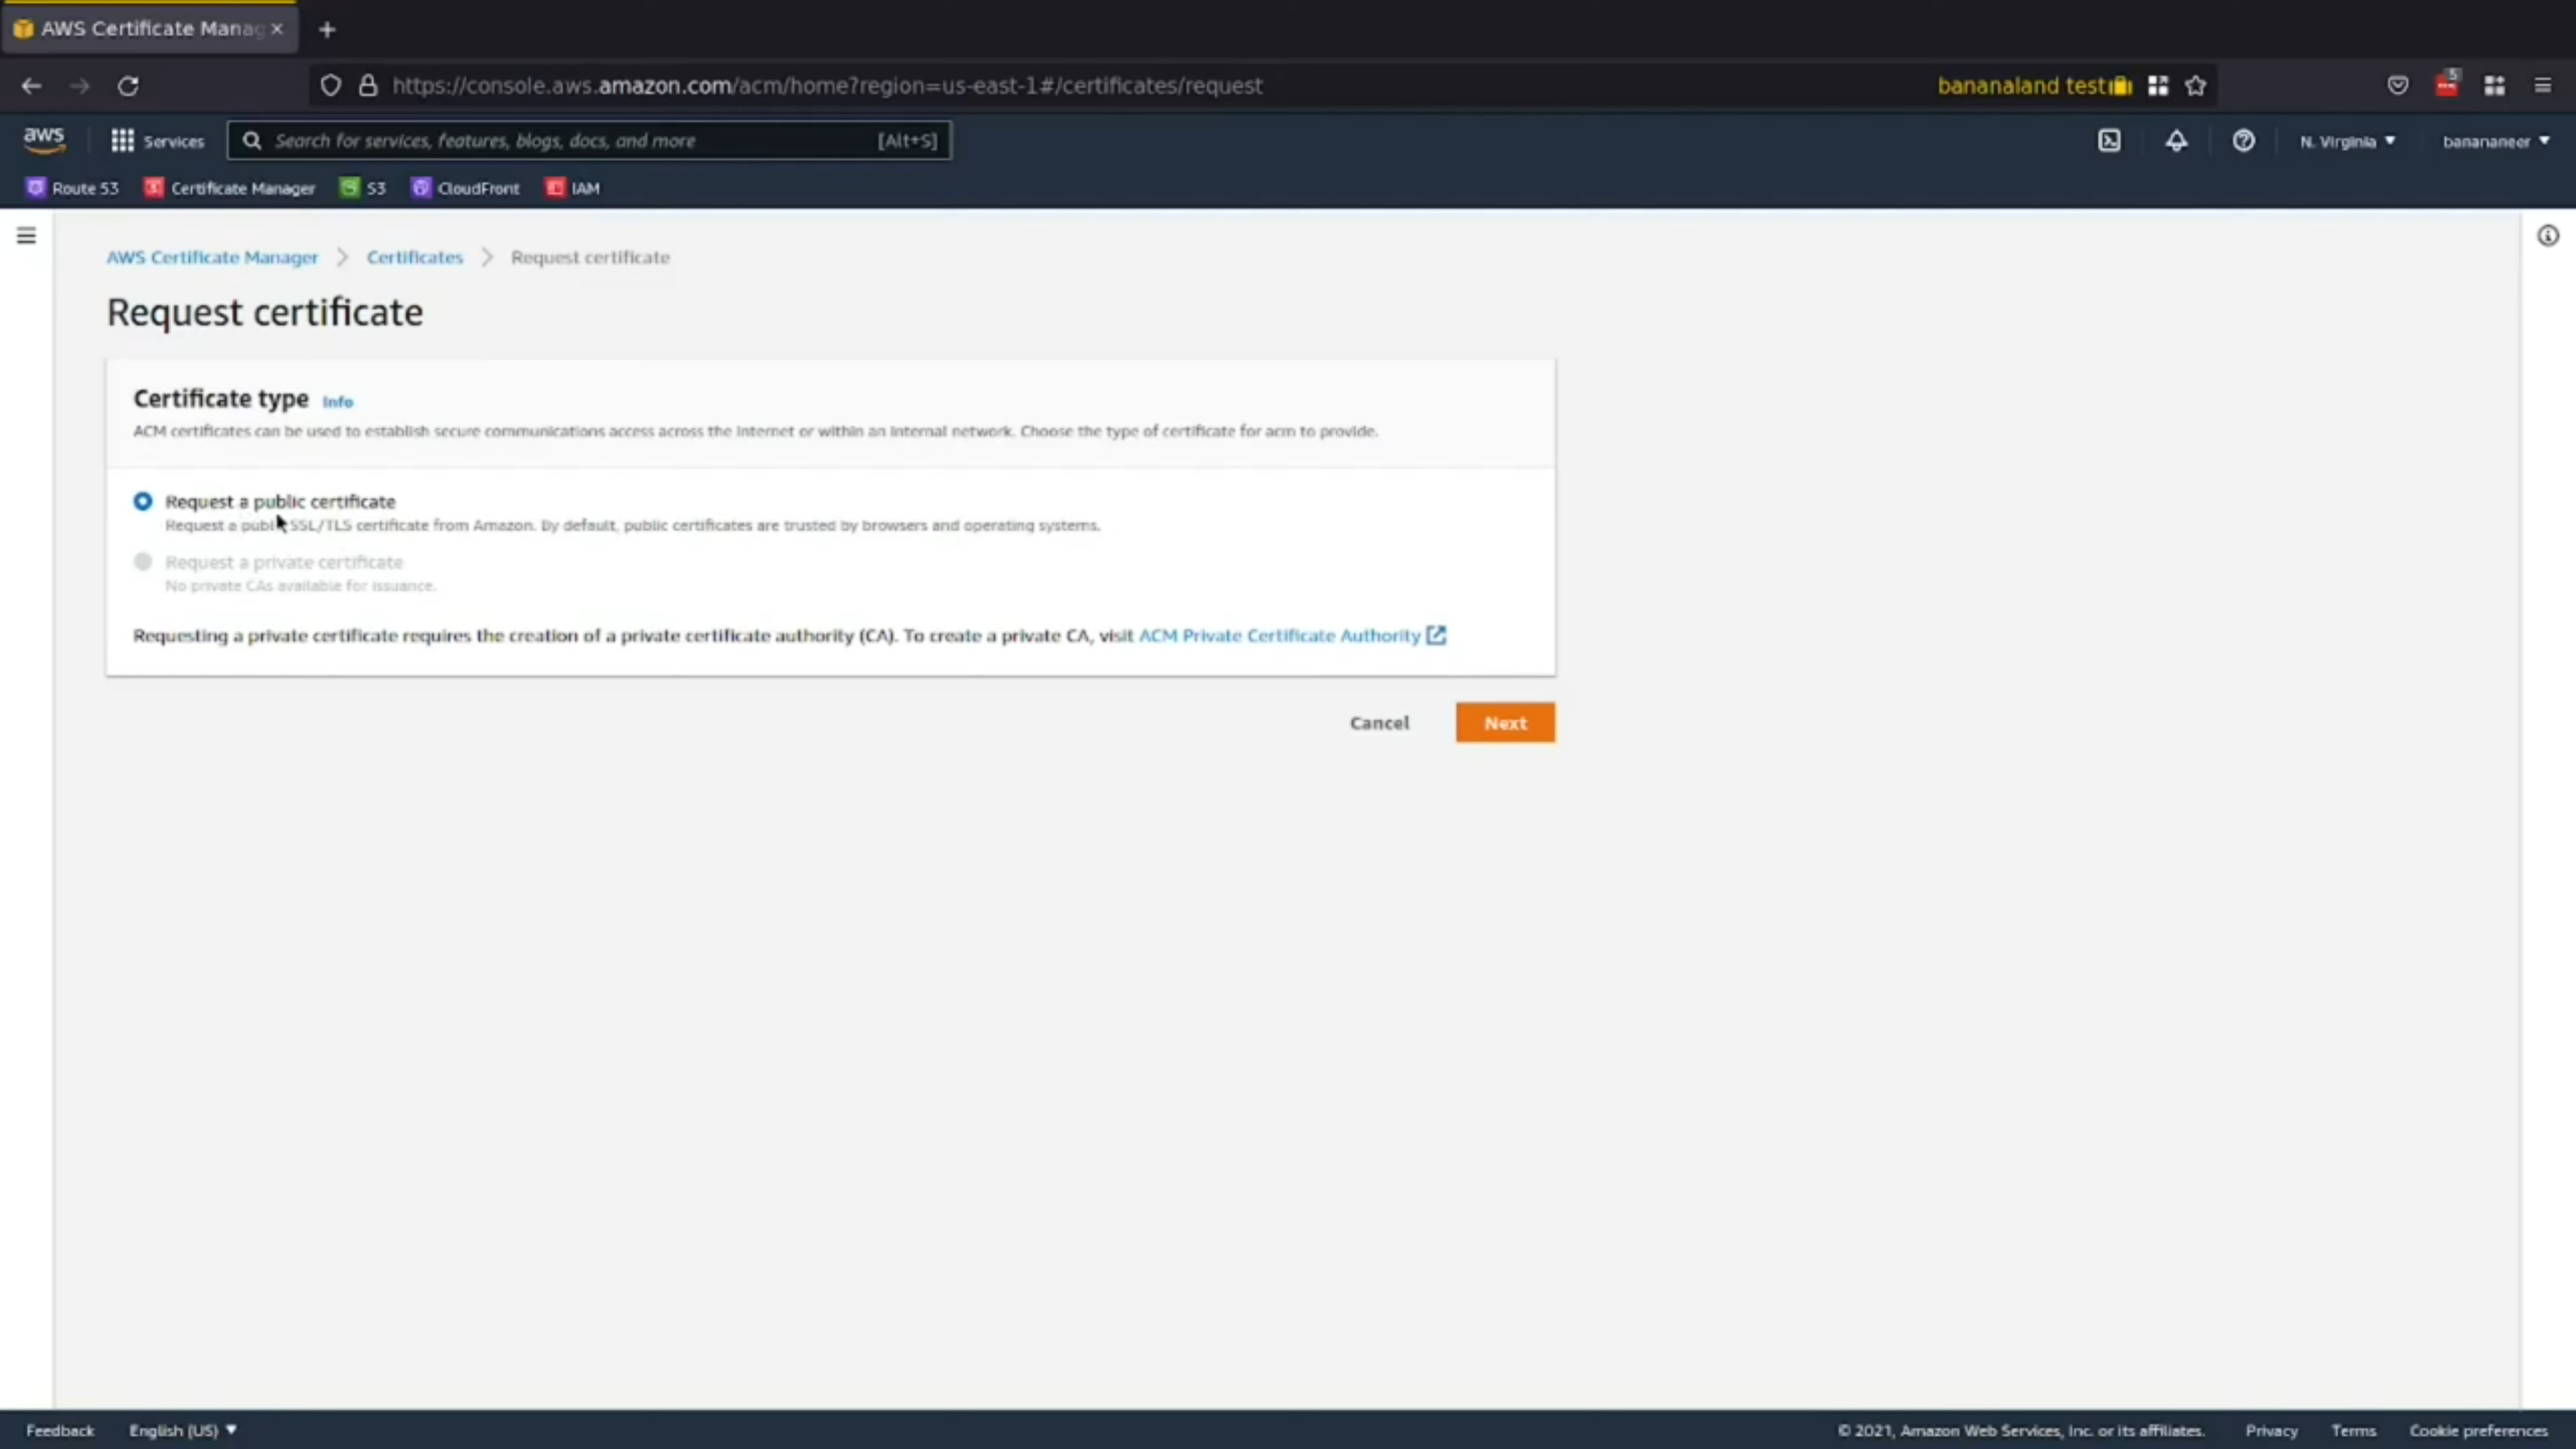 AWS Certificate Manag
https://console.aws.amazon.com/acm/home?region=us-east-1#/certificates/request
bananaland test
5
aws
Services
Search for services, features, blogs, docs, and more
[Alt+S]
N. Virginia
banananeer
Route 53
Certificate Manager
S3
CloudFront
IAM
AWS Certificate Manager
Certificates
Request certificate
Request certificate
Certificate type Info
ACM certificates can be used to establish secure communications access across the internet or within an internal network. Choose the type of certificate for acm to provide.
Request a public certificate
Request a publ SSL/TLS certificate from Amazon. By default, public certificates are trusted by browsers and operating systems.
Request a private certificate
No private CAs available for issuance.
Requesting a private certificate requires the creation of a private certificate authority (CA). To create a private CA, visit ACM Private Certificate Authority
Cancel
Next
Feedback
English (US)
© 2021, Amazon Web Services, Inc. or its affiliates.
Privacy
Terms
Cookie preferences